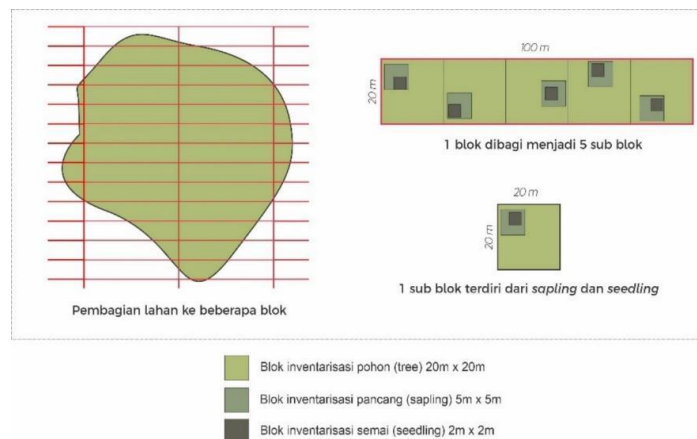 100 m
20 m
1 blok dibagi menjadi 5 sub blok
20 m
20 m
1 sub blok terdiri dari sapling dan seedling
Pembagian lahan ke beberapa blok
Blok inventarisasi pohon (tree) 20m x 20m
Blok inventarisasi pancang (sapling) 5m x 5m
Blok inventarisasi semai (seedling) 2m x 2m